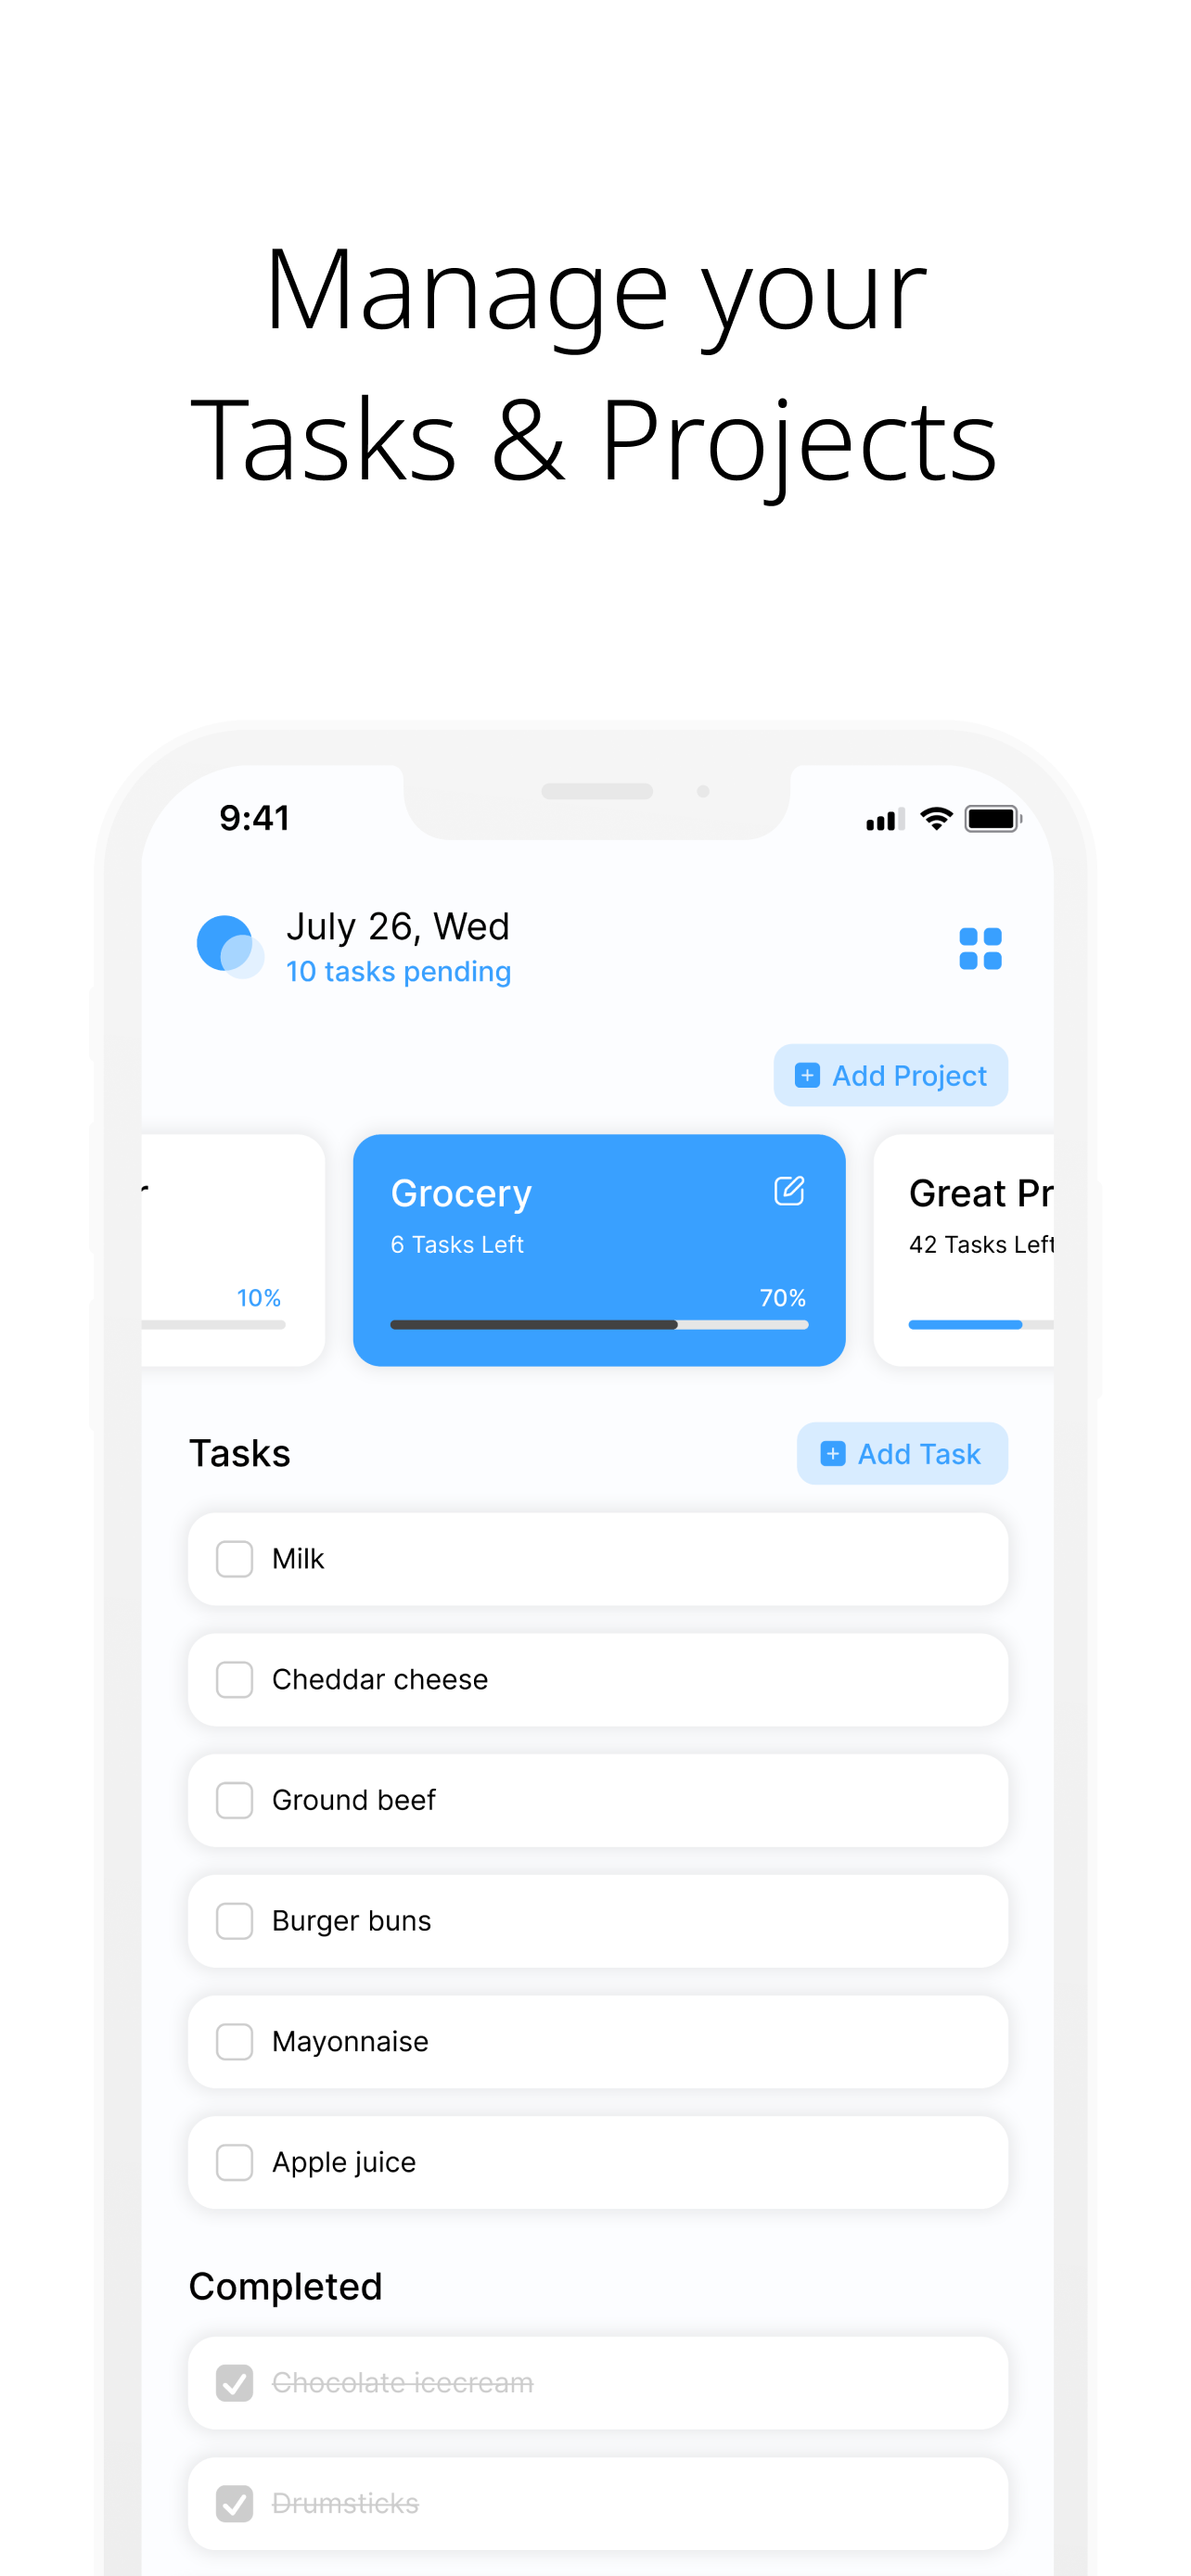 Manage your
Tasks & Projects
9:41
July 26, Wed
10 tasks pending
Add Project
r
10%
Grocery
6 Tasks Left
70%
Great Pr
42 Tasks Left
Tasks
Add Task
Milk
Cheddar cheese
Ground beef
Burger buns
Mayonnaise
Apple juice
Completed
Chocolate icecream
Drumsticks